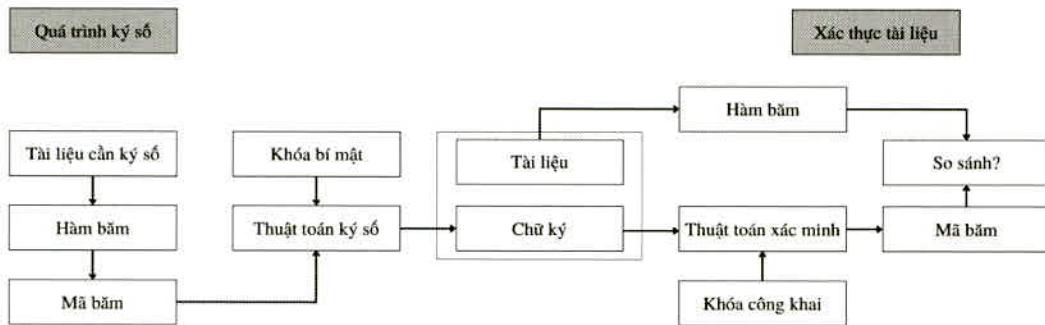 Quá trình ký số
Xác thực tài liệu
Hàm băm
Tài liệu cần ký số
Khóa bí mật
Tài liệu
So sánh?
Hàm băm
Thuật toán ký số
Chữ ký
Thuật toán xác minh
Mã băm
Mã băm
Khóa công khai